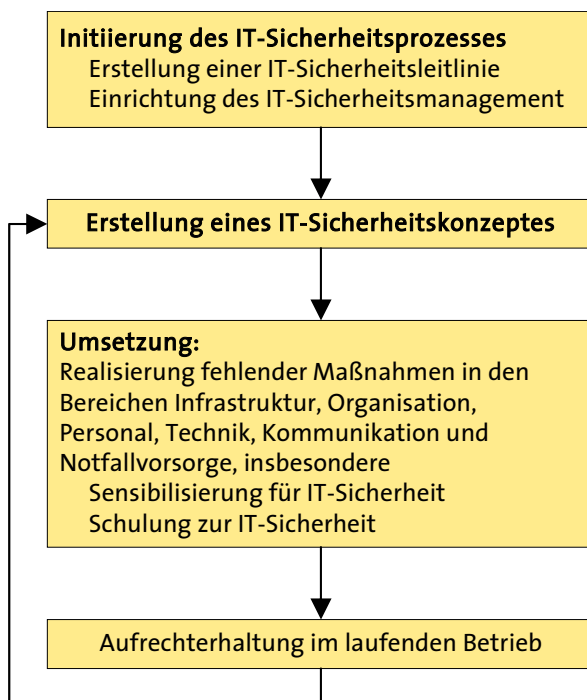 Initiierung des IT-Sicherheitsprozesses
Erstellung einer IT-Sicherheitsleitlinie
Einrichtung des IT-Sicherheitsmanagement
Erstellung eines IT-Sicherheitskonzeptes
Umsetzung:
Realisierung fehlender Maßnahmen in den
Bereichen Infrastruktur, Organisation,
Personal, Technik, Kommunikation und
Notfallvorsorge, insbesondere
Sensibilisierung für IT-Sicherheit
Schulung zur IT-Sicherheit
Aufrechterhaltung im laufenden Betrieb